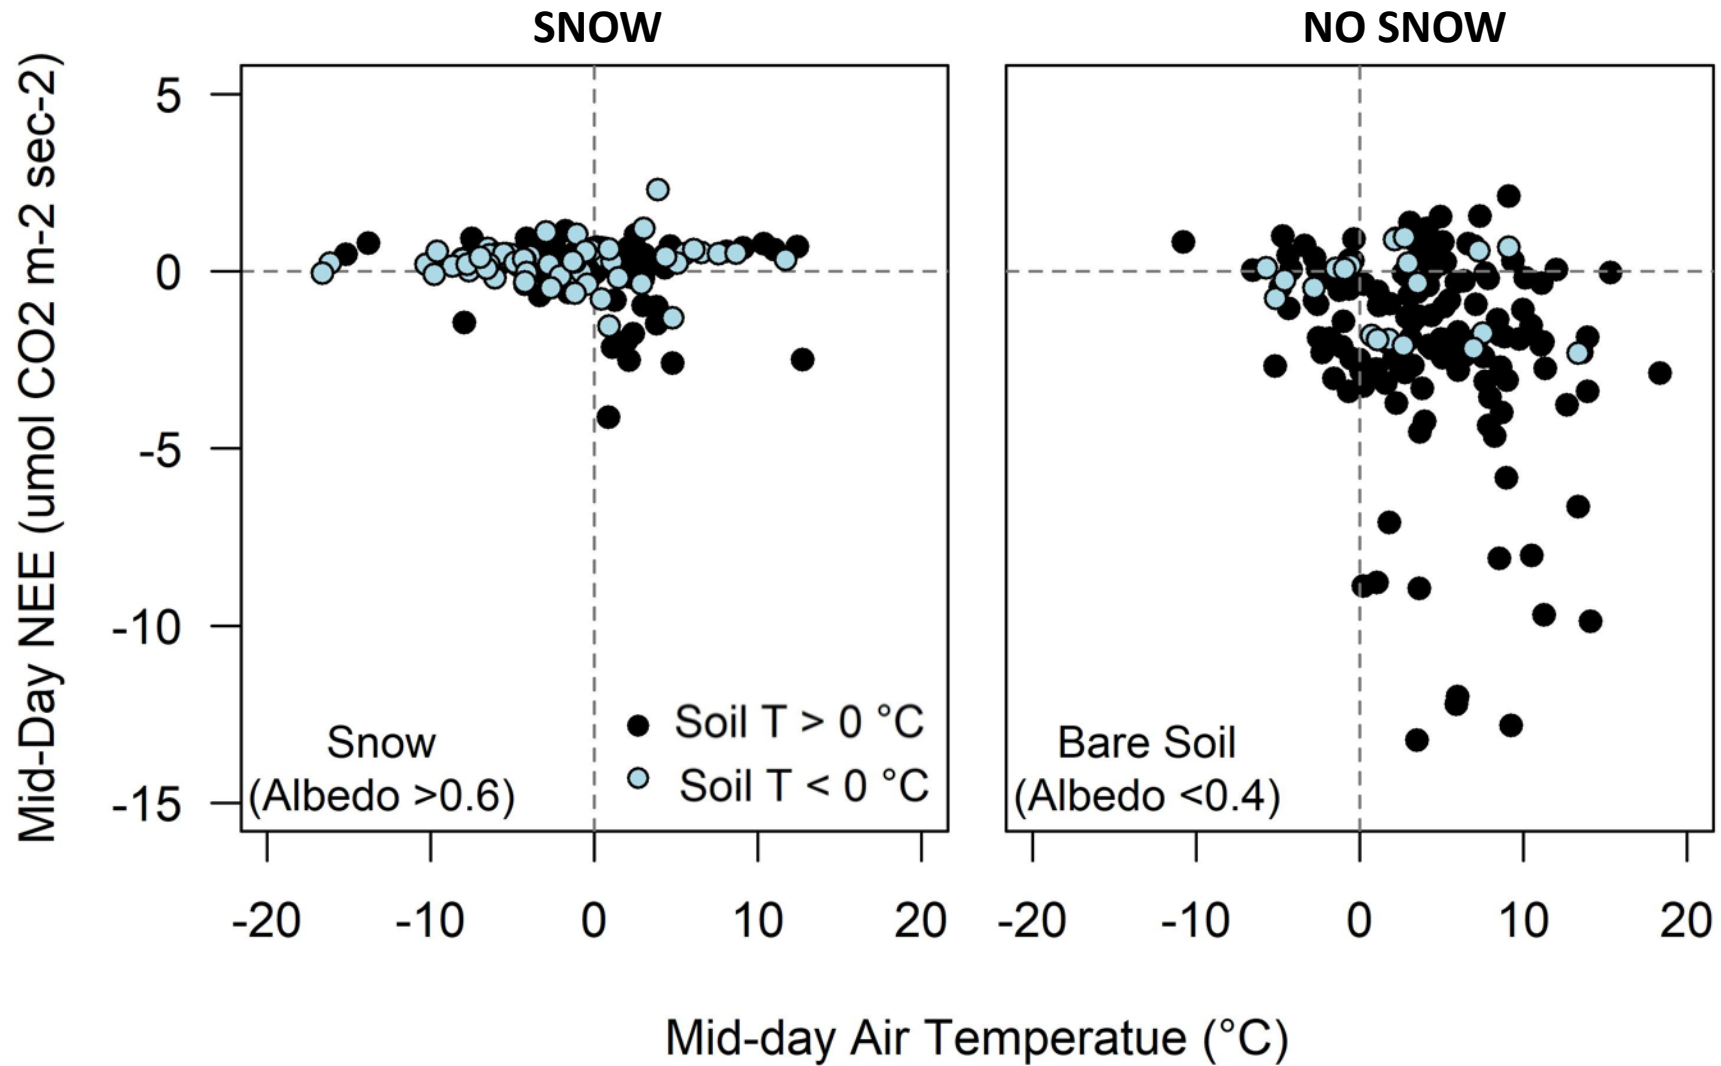 SNOW
NO SNOW
Mid-Day NEE (umol CO2 m-2 sec-2)
5
0
-5
-10
-15
Snow
(Albedo >0.6)
Soil T > 0 °C
Soil T < 0 °C
Bare Soil
(Albedo <0.4)
-20 -10 0 10 20
-20 -10 0 10 20
Mid-day Air Temperatue (°C)